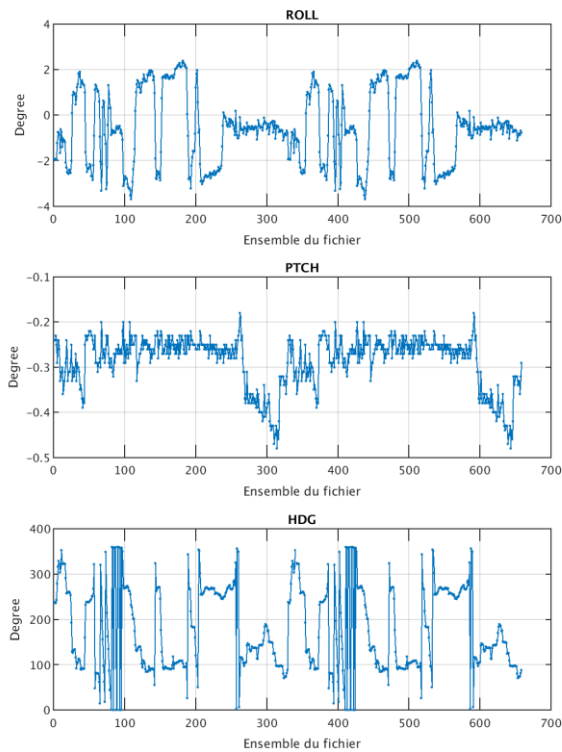 ROLL
4
2
0
−2
−4
Degree
0 100 200 300 400 500 600 700
Ensemble du fichier
PTCH
−0.1
−0.2
−0.3
−0.4
−0.5
Degree
0 100 200 300 400 500 600 700
Ensemble du fichier
HDG
400
300
200
100
0
Degree
0 100 200 300 400 500 600 700
Ensemble du fichier